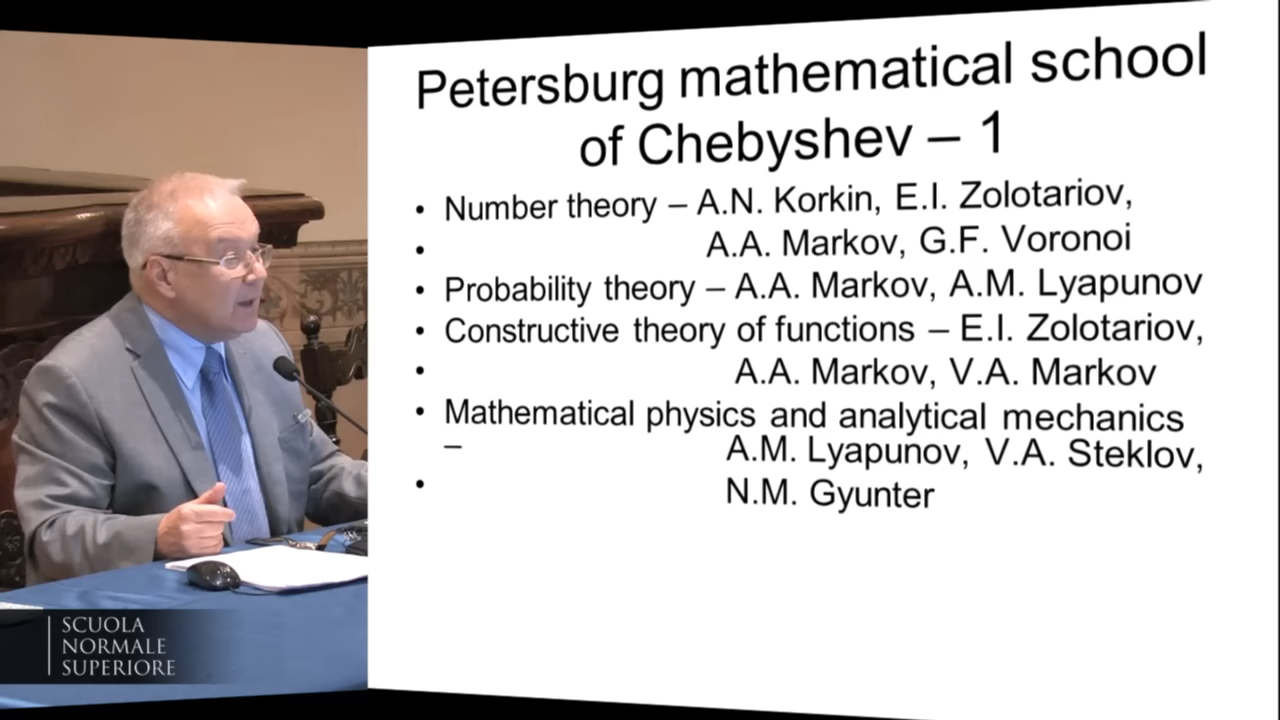 Petersburg mathematical school
of Chebyshev – 1
• Number theory – A.N. Korkin, E.I. Zolotariov,
• A.A. Markov, G.F. Voronoi
• Probability theory – A.A. Markov, A.M. Lyapunov
• Constructive theory of functions – E.I. Zolotariov,
• A.A. Markov, V.A. Markov
• Mathematical physics and analytical mechanics
– A.M. Lyapunov, V.A. Steklov,
• N.M. Gyunter
SCUOLA
NORMALE
SUPERIORE